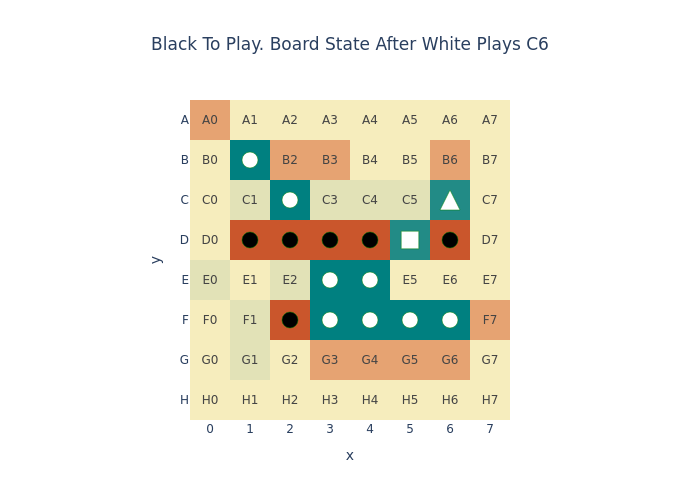 Black To Play. Board State After White Plays C6
A A0 A1 A2 A3 A4 A5 A6 A7
B B0 B2 B3 B4 B5 B6 B7
C C0 C1 C3 C4 C5 C7
D D0 D7
y
E E0 E1 E2 E5 E6 E7
F F0 F1 F7
G G0 G1 G2 G3 G4 G5 G6 G7
H H0 H1 H2 H3 H4 H5 H6 H7
0 1 2 3 4 5 6 7
x